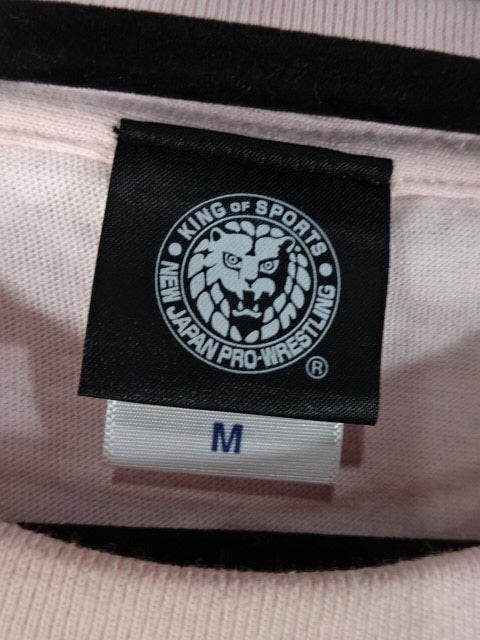 KING OF SPORTS
NEW JAPAN PRO-WRESTLING
®
M